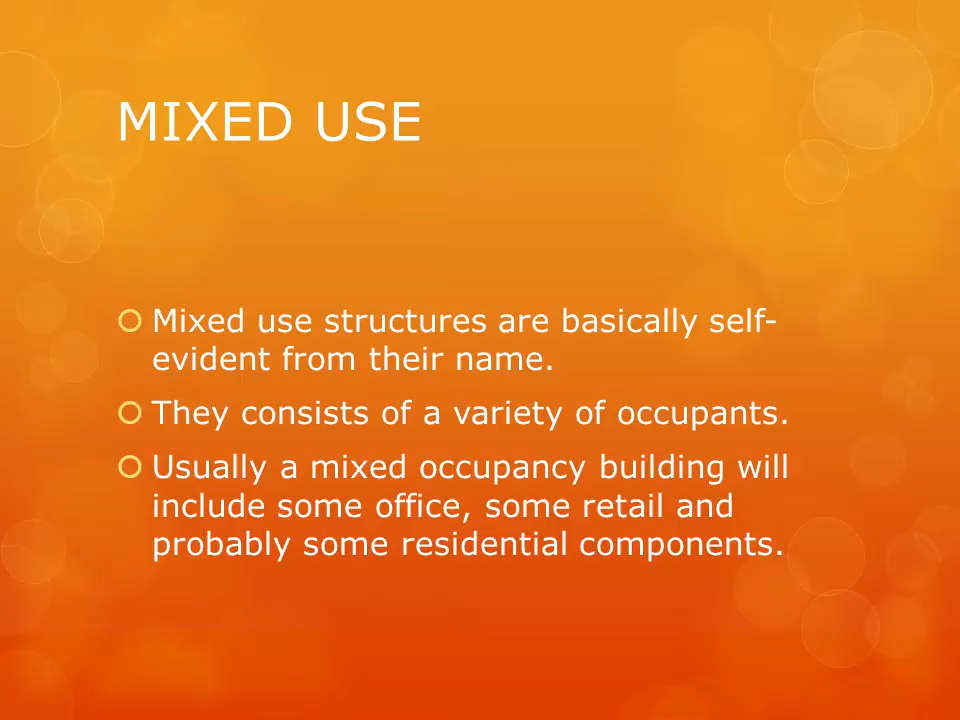 MIXED USE
Mixed use structures are basically self-
evident from their name.
They consists of a variety of occupants.
Usually a mixed occupancy building will
include some office, some retail and
probably some residential components.